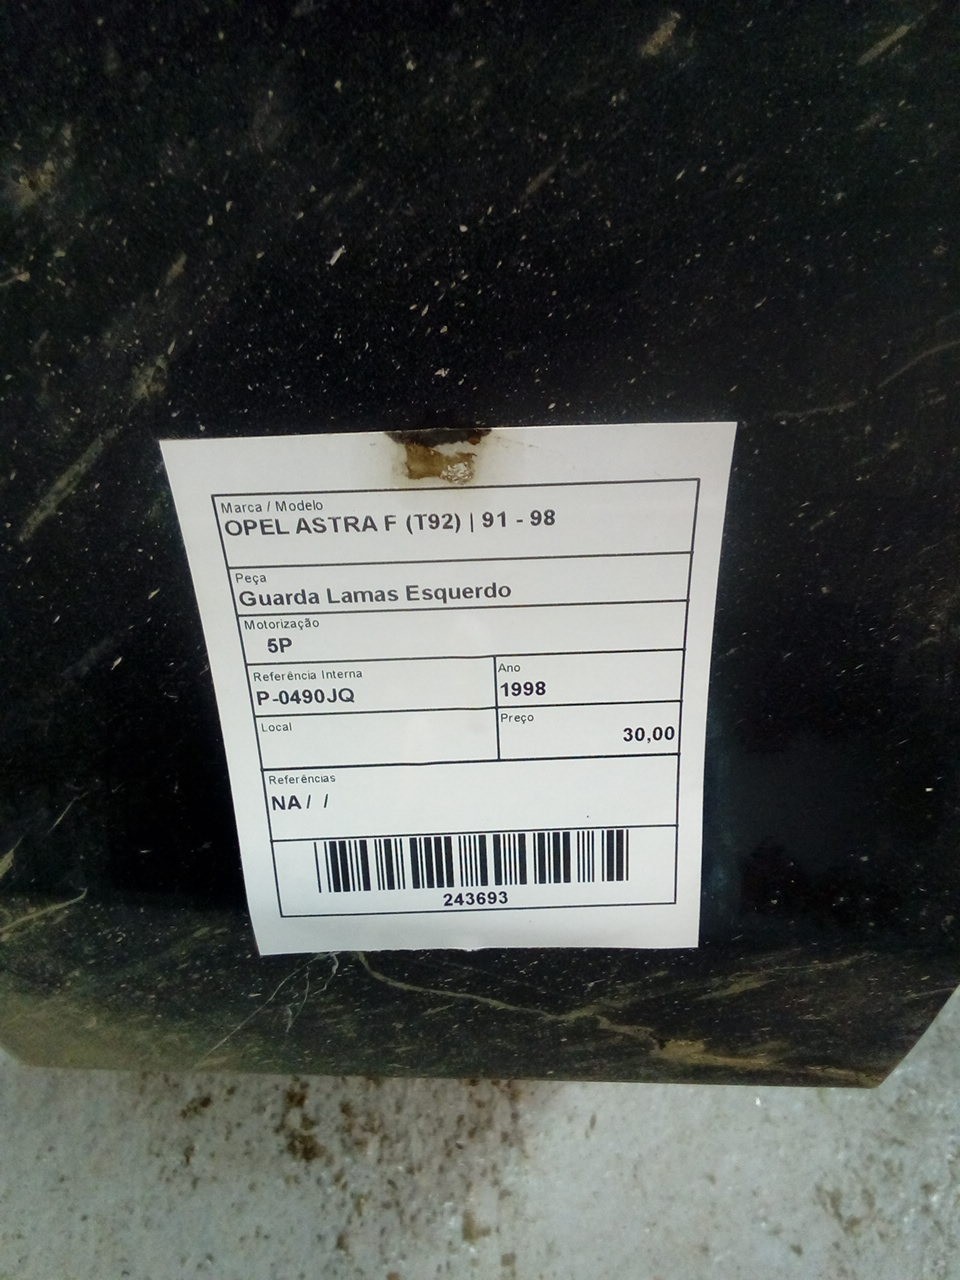 Marca / Modelo
OPEL ASTRA F (T92) | 91 - 98
Peça
Guarda Lamas Esquerdo
Motorização
5P
Referência Interna
P-0490JQ
Ano
1998
Local
Preço
30,00
Referências
NA / /
243693